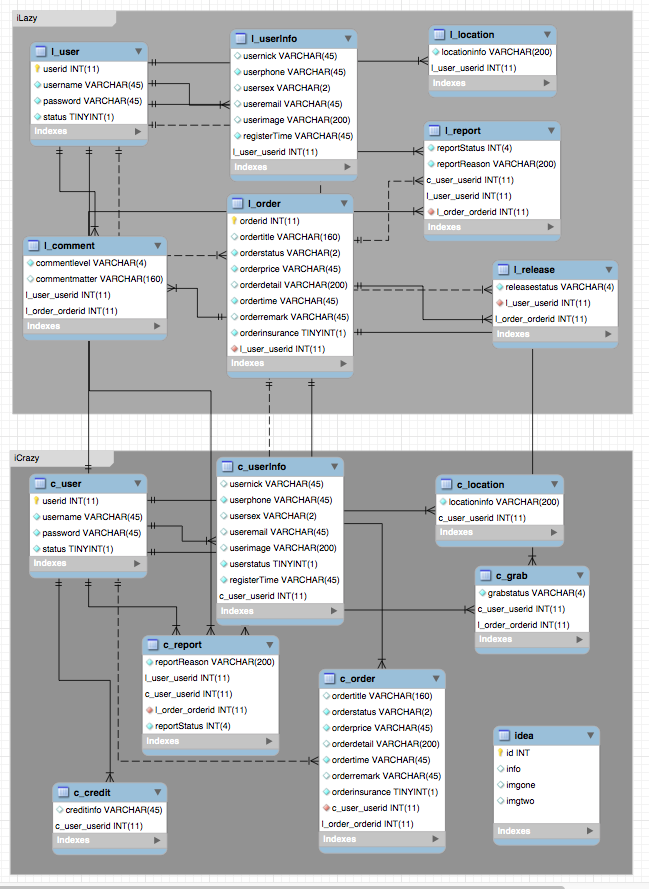 iLazy
l_user
userid INT(11)
username VARCHAR(45)
password VARCHAR(45)
status TINYINT(1)
Indexes
l_userInfo
usernick VARCHAR(45)
userphone VARCHAR(45)
usersex VARCHAR(2)
useremail VARCHAR(45)
userimage VARCHAR(200)
registerTime VARCHAR(45)
l_user_userid INT(11)
Indexes
l_location
locationinfo VARCHAR(200)
l_user_userid INT(11)
Indexes
l_report
reportStatus INT(4)
reportReason VARCHAR(200)
c_user_userid INT(11)
l_user_userid INT(11)
l_order_orderid INT(11)
Indexes
l_comment
commentlevel VARCHAR(4)
commentmatter VARCHAR(160)
l_user_userid INT(11)
l_order_orderid INT(11)
Indexes
l_order
orderid INT(11)
ordertitle VARCHAR(160)
orderstatus VARCHAR(2)
orderprice VARCHAR(45)
orderdetail VARCHAR(200)
ordertime VARCHAR(45)
orderremark VARCHAR(45)
orderinsurance TINYINT(1)
l_user_userid INT(11)
Indexes
l_release
releasestatus VARCHAR(4)
l_user_userid INT(11)
l_order_orderid INT(11)
Indexes
iCrazy
c_user
userid INT(11)
username VARCHAR(45)
password VARCHAR(45)
status TINYINT(1)
Indexes
c_userInfo
usernick VARCHAR(45)
userphone VARCHAR(45)
usersex VARCHAR(2)
useremail VARCHAR(45)
userimage VARCHAR(200)
userstatus TINYINT(1)
registerTime VARCHAR(45)
c_user_userid INT(11)
Indexes
c_location
locationinfo VARCHAR(200)
c_user_userid INT(11)
Indexes
c_grab
grabstatus VARCHAR(4)
c_user_userid INT(11)
l_order_orderid INT(11)
Indexes
c_report
reportReason VARCHAR(200)
l_user_userid INT(11)
c_user_userid INT(11)
l_order_orderid INT(11)
reportStatus INT(4)
Indexes
c_order
ordertitle VARCHAR(160)
orderstatus VARCHAR(2)
orderprice VARCHAR(45)
orderdetail VARCHAR(200)
ordertime VARCHAR(45)
orderremark VARCHAR(45)
orderinsurance TINYINT(1)
c_user_userid INT(11)
l_order_orderid INT(11)
Indexes
idea
id INT
info
imgone
imgtwo
Indexes
c_credit
creditinfo VARCHAR(45)
c_user_userid INT(11)
Indexes